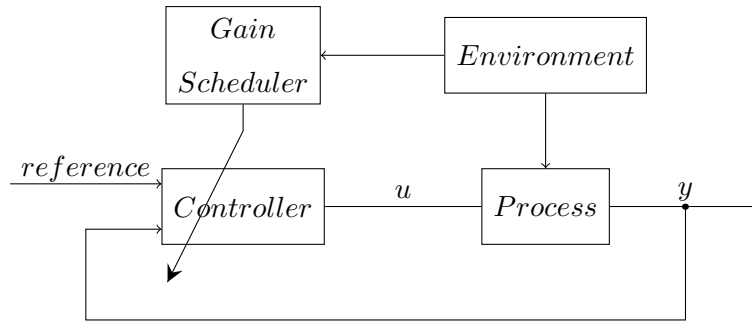 Gain
Scheduler
Environment
reference
Controller
u
Process
y